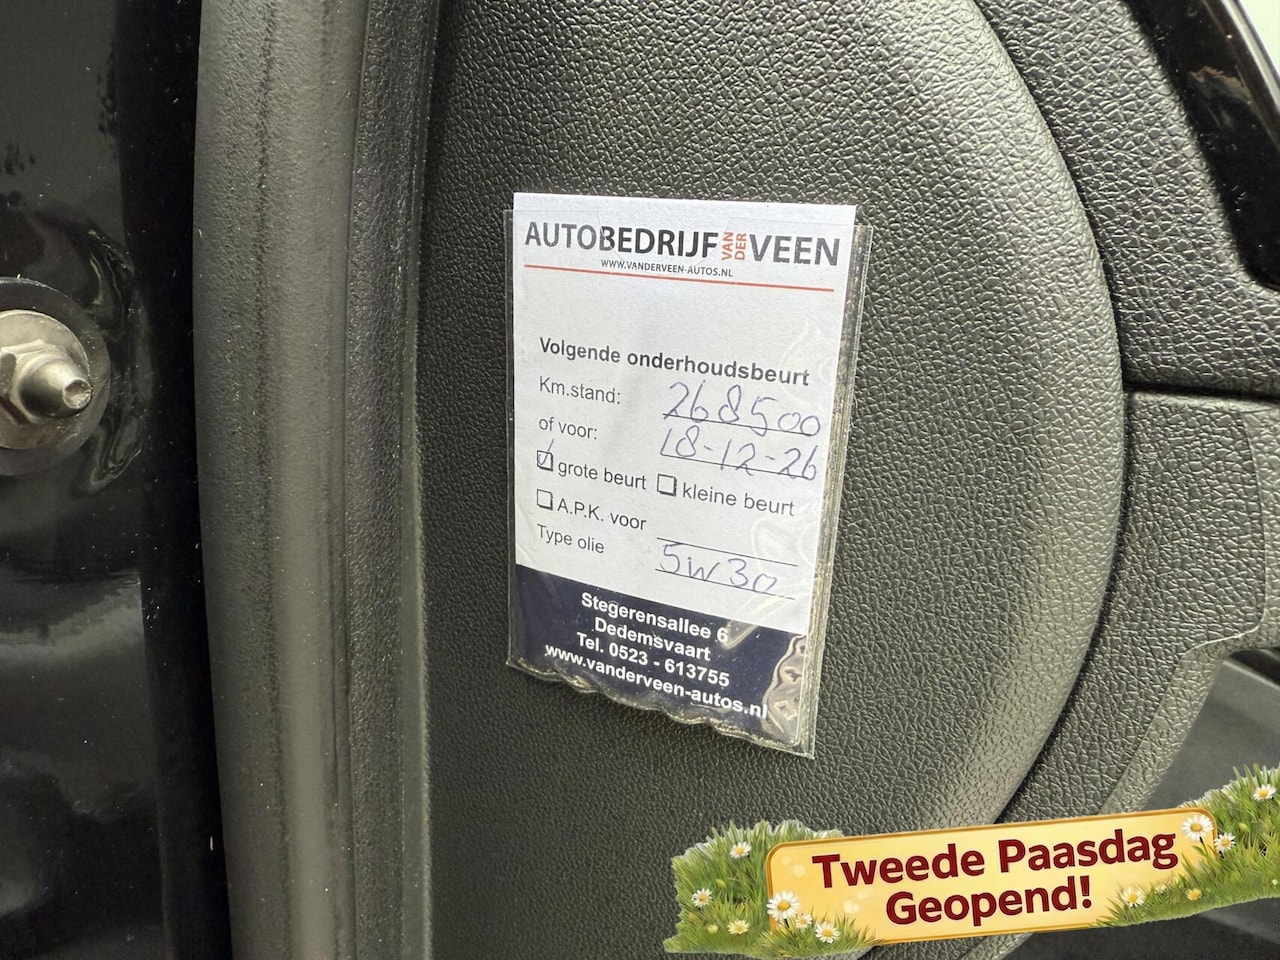 AUTOBEDRIJF VAN DER VEEN
WWW.VANDERVEEN-AUTOS.NL
Volgende onderhoudsbeurt
Km.stand: 268500
of voor: 18-12-26
grote beurt kleine beurt
A.P.K. voor
Type olie 5W30
Stegerensallee 6
Dedemsvaart
Tel. 0523 - 613755
www.vanderveen-autos.nl
Tweede Paasdag
Geopend!